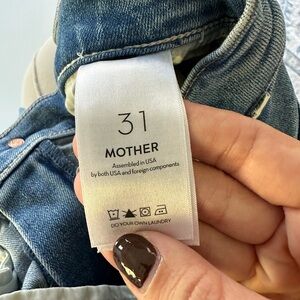 31
MOTHER
Assembled in USA
by both USA and foreign components
DO YOUR OWN LAUNDRY